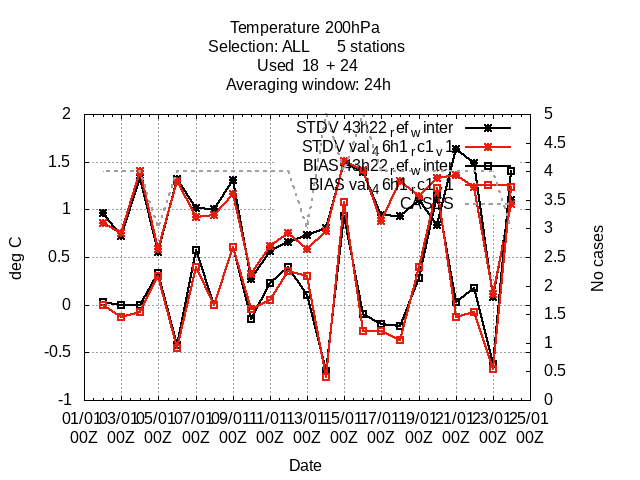 Temperature 200hPa
Selection: ALL 5 stations
Used 18 + 24
Averaging window: 24h
STDV 43h22refwinter
STDV val46h1rc1v1
BIAS 43h22refwinter
BIAS val46h1rc1v1
CASES
2
1.5
1
0.5
0
-0.5
-1
deg C
5
4.5
4
3.5
3
2.5
2
1.5
1
0.5
0
No cases
01/01 03/01 05/01 07/01 09/01 11/01 13/01 15/01 17/01 19/01 21/01 23/01 25/01
00Z 00Z 00Z 00Z 00Z 00Z 00Z 00Z 00Z 00Z 00Z 00Z 00Z
Date